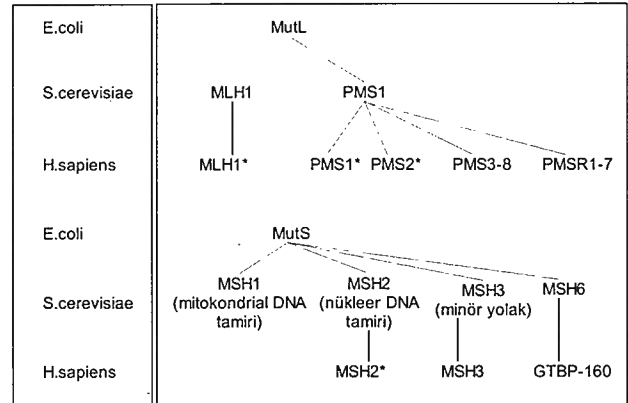 E.coli MutL
S.cerevisiae MLH1 PMS1
H.sapiens MLH1* PMS1* PMS2* PMS3-8 PMSR1-7
E.coli MutS
MSH1 MSH2 MSH3 MSH6
S.cerevisiae (mitokondrial DNA (nükleer DNA (minör yolak)
tamiri) tamiri)
H.sapiens MSH2* MSH3 GTBP-160